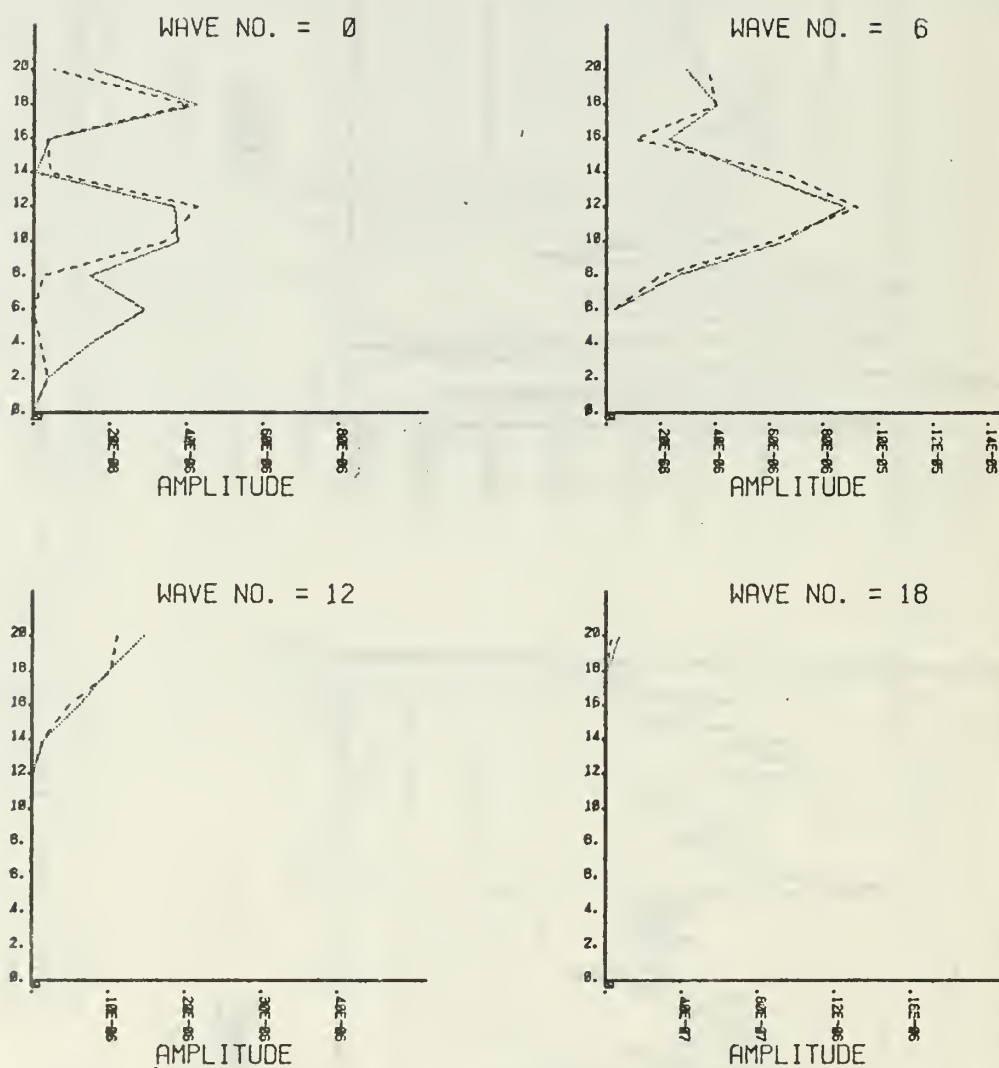 WAVE NO. = 0
20
18
16
14
12
10
8.
6.
4.
2.
0.
.0
.20E-06
.40E-06
.60E-06
.80E-06
AMPLITUDE
WAVE NO. = 6
20
18
16
14
12
10
8.
6.
4.
2.
0.
.0
.20E-06
.40E-06
.60E-06
.80E-06
.10E-05
.12E-05
.14E-05
AMPLITUDE
WAVE NO. = 12
20
18
16
14
12
10
8.
6.
4.
2.
0.
.0
.10E-06
.20E-06
.30E-06
.40E-06
AMPLITUDE
WAVE NO. = 18
20
18
16
14
12
10
8.
6.
4.
2.
0.
.0
.40E-07
.80E-07
.12E-06
.16E-06
AMPLITUDE